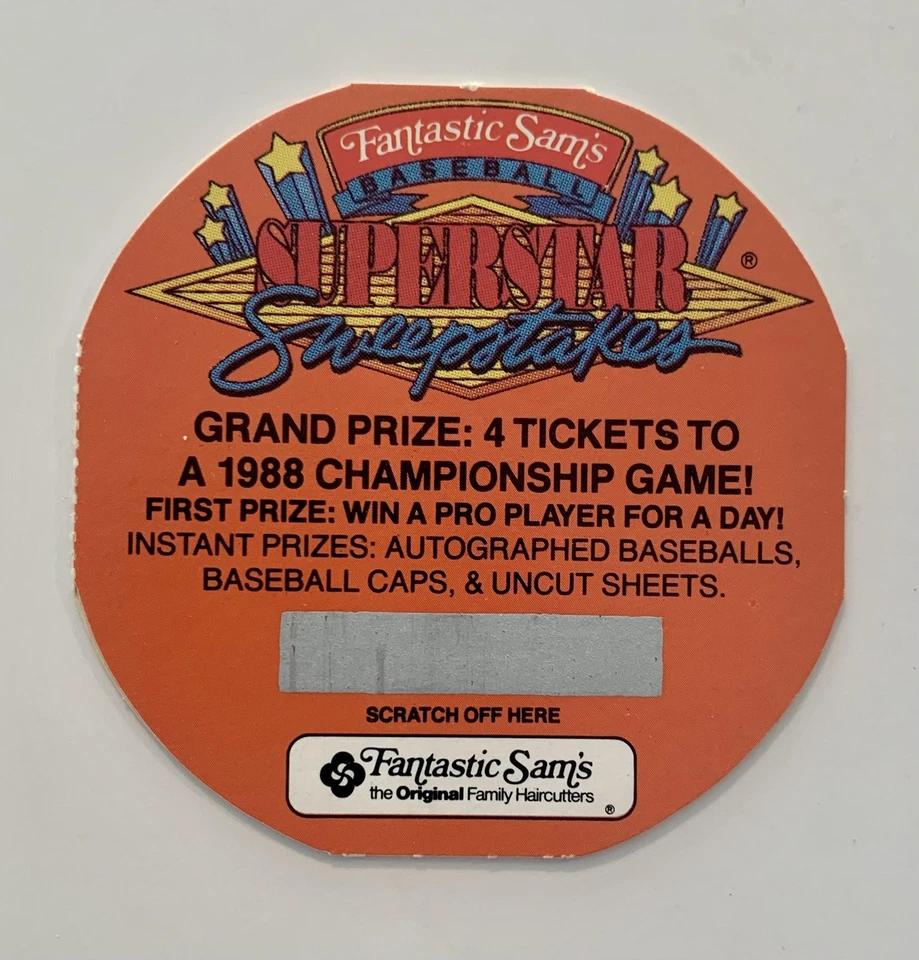 Fantastic Sam's
BASEBALL
SUPERSTAR ®
Sweepstakes
GRAND PRIZE: 4 TICKETS TO
A 1988 CHAMPIONSHIP GAME!
FIRST PRIZE: WIN A PRO PLAYER FOR A DAY!
INSTANT PRIZES: AUTOGRAPHED BASEBALLS,
BASEBALL CAPS, & UNCUT SHEETS.
SCRATCH OFF HERE
Fantastic Sam's
the Original Family Haircutters ®